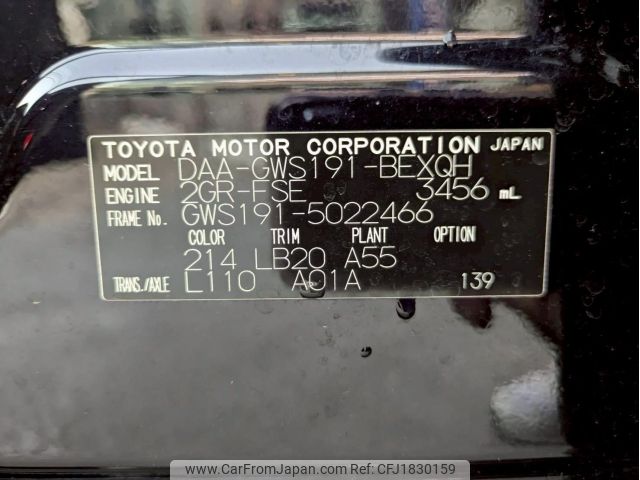 TOYOTA MOTOR CORPORATION JAPAN
MODEL DAA-GWS191-BEXQH
ENGINE 2GR-FSE 3456 mL
FRAME No. GWS191-5022466
COLOR TRIM PLANT OPTION
214 LB20 A55
TRANS./AXLE L110 A01A 139
www.CarFromJapan.com Ref No. CFJ1830159